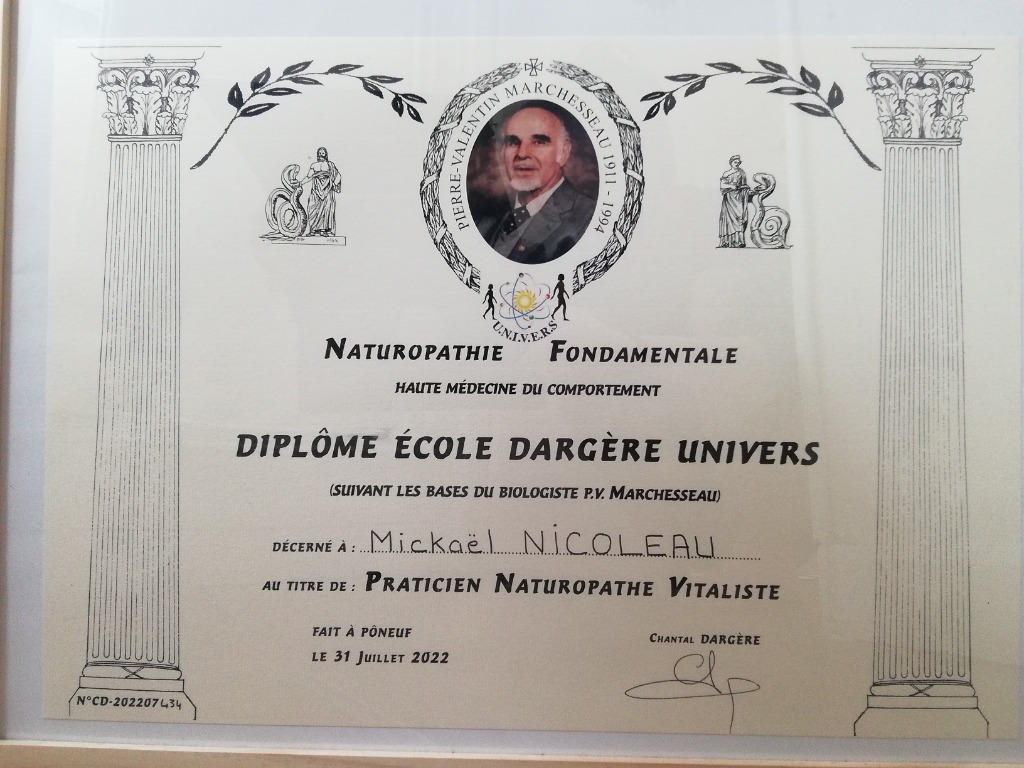 PIERRE-VALENTIN MARCHESSEAU 1911 - 1994
U.N.I.V.E.R.S
NATUROPATHIE FONDAMENTALE
HAUTE MÉDECINE DU COMPORTEMENT
DIPLÔME ÉCOLE DARGÈRE UNIVERS
(SUIVANT LES BASES DU BIOLOGISTE P.V. MARCHESSEAU)
DÉCERNÉ À : Mickaël NICOLEAU
AU TITRE DE : PRATICIEN NATUROPATHE VITALISTE
FAIT À PÔNEUF
LE 31 JUILLET 2022
CHANTAL DARGÈRE
N°CD-202207434